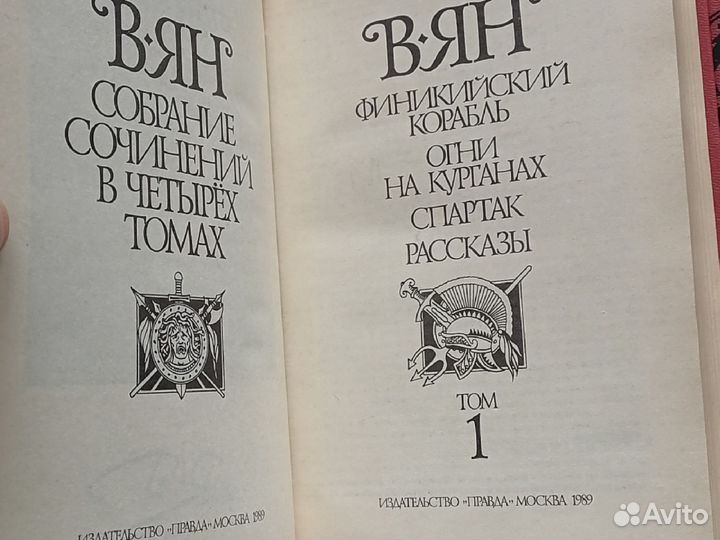 В·ЯН
СОБРАНИЕ
СОЧИНЕНИЙ
В ЧЕТЫРЁХ
ТОМАХ
ИЗДАТЕЛЬСТВО »ПРАВДА» МОСКВА 1989
В·ЯН
ФИНИКИЙСКИЙ
КОРАБЛЬ
ОГНИ
НА КУРГАНАХ
СПАРТАК
РАССКАЗЫ
ТОМ
1
ИЗДАТЕЛЬСТВО »ПРАВДА» МОСКВА 1989
Avito